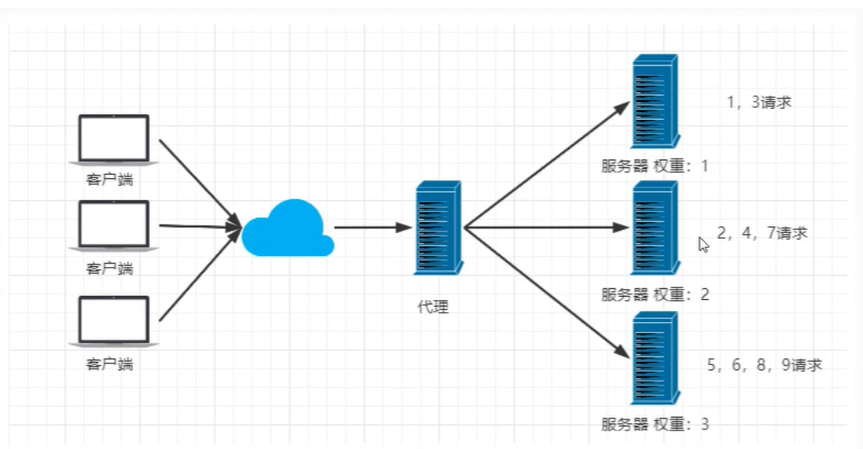 客户端
客户端
客户端
代理
1，3请求
服务器 权重：1
2，4，7请求
服务器 权重：2
5，6，8，9请求
服务器 权重：3